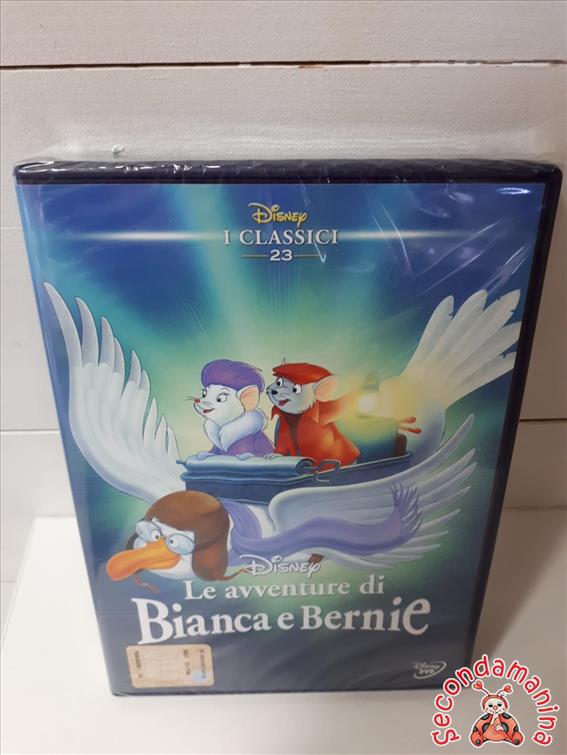 Disney
I CLASSICI
23
Disney
Le avventure di
Bianca e Bernie
Disney
DVD
Secondamanina